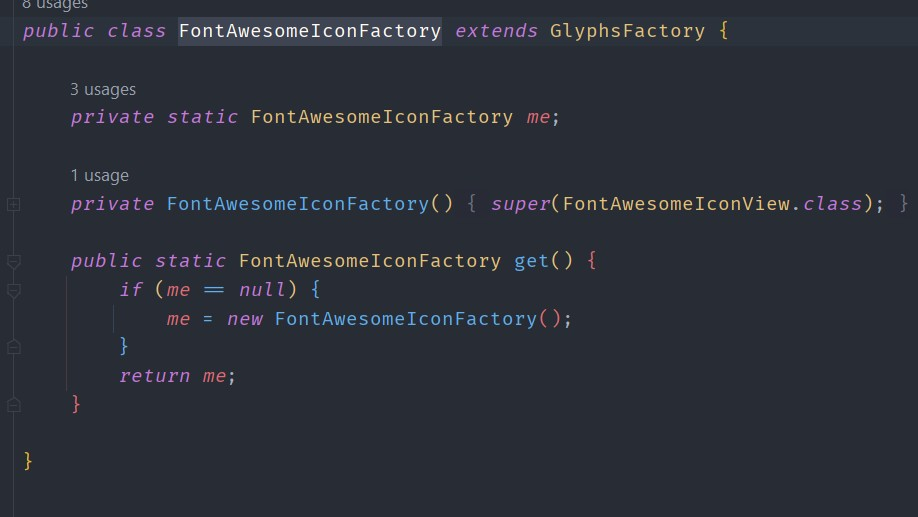 8 usages
public class FontAwesomeIconFactory extends GlyphsFactory {
3 usages
private static FontAwesomeIconFactory me;
1 usage
private FontAwesomeIconFactory() { super(FontAwesomeIconView.class); }
public static FontAwesomeIconFactory get() {
if (me == null) {
me = new FontAwesomeIconFactory();
}
return me;
}
}